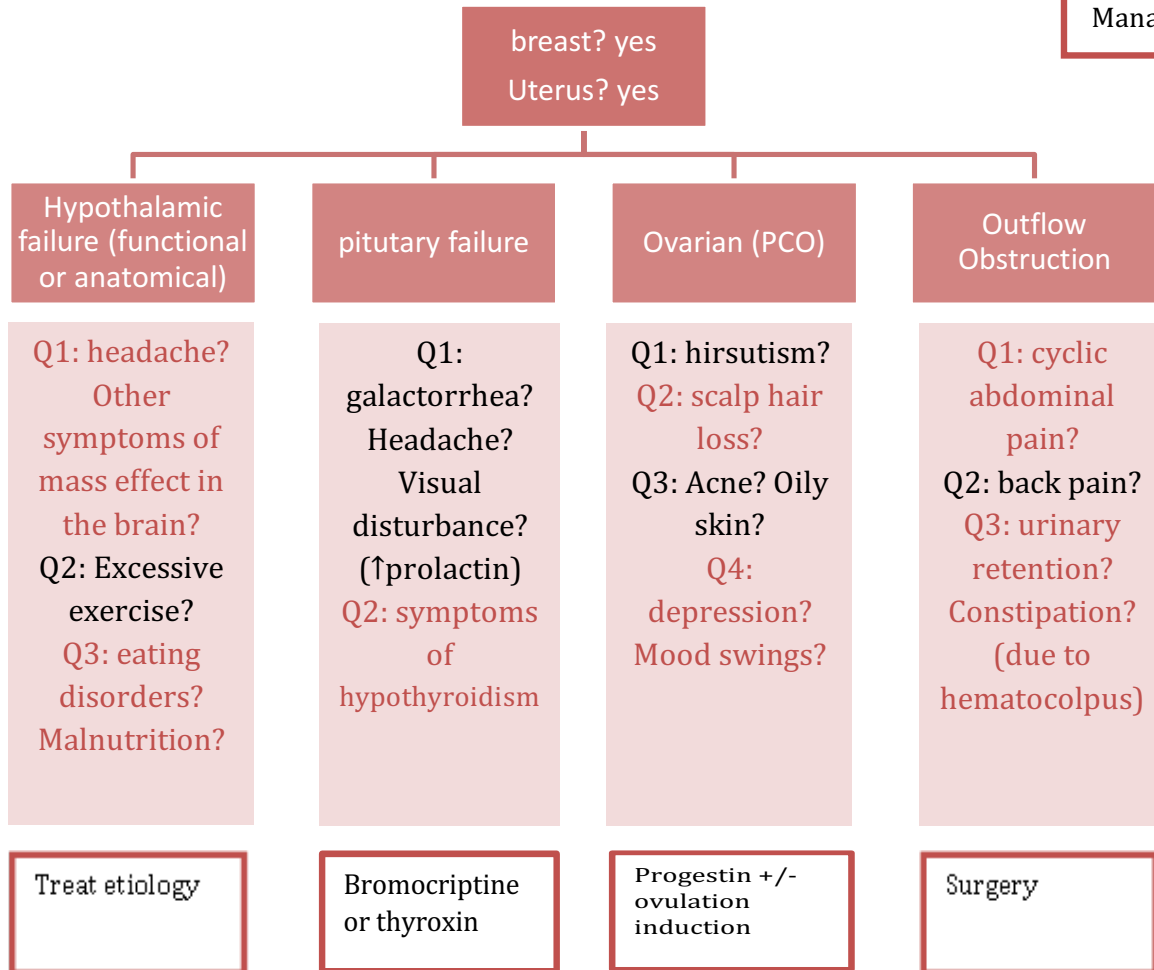 Mana
breast? yes
Uterus? yes
Hypothalamic
failure (functional
or anatomical)
pitutary failure
Ovarian (PCO)
Outflow
Obstruction
Q1: headache?
Other
symptoms of
mass effect in
the brain?
Q2: Excessive
exercise?
Q3: eating
disorders?
Malnutrition?
Q1:
galactorrhea?
Headache?
Visual
disturbance?
(↑prolactin)
Q2: symptoms
of
hypothyroidism
Q1: hirsutism?
Q2: scalp hair
loss?
Q3: Acne? Oily
skin?
Q4:
depression?
Mood swings?
Q1: cyclic
abdominal
pain?
Q2: back pain?
Q3: urinary
retention?
Constipation?
(due to
hematocolpus)
Treat etiology
Bromocriptine
or thyroxin
Progestin +/-
ovulation
induction
Surgery